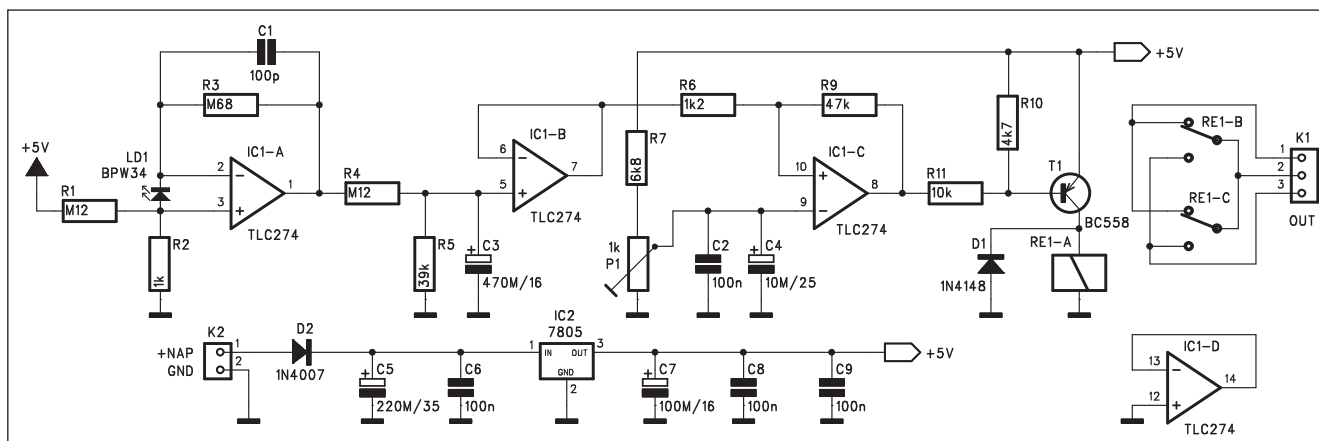 C1
100p
R3
M68
+5V
LD1
BPW34
R1
M12
R2
1k
2
3
1
IC1-A
TLC274
R4
M12
R5
39k
C3
470M/16
+
6
5
7
IC1-B
TLC274
R6
1k2
R7
6k8
1k
P1
R9
47k
10
9
8
IC1-C
TLC274
C2
100n
C4
10M/25
+
R11
10k
R10
4k7
+5V
T1
BC558
D1
1N4148
RE1-A
RE1-B
RE1-C
K1
1
2
3
OUT
K2
+NAP
GND
1
2
D2
1N4007
C5
220M/35
+
C6
100n
IC2
7805
1
IN
OUT
3
GND
2
C7
100M/16
+
C8
100n
C9
100n
+5V
IC1-D
13
12
14
TLC274